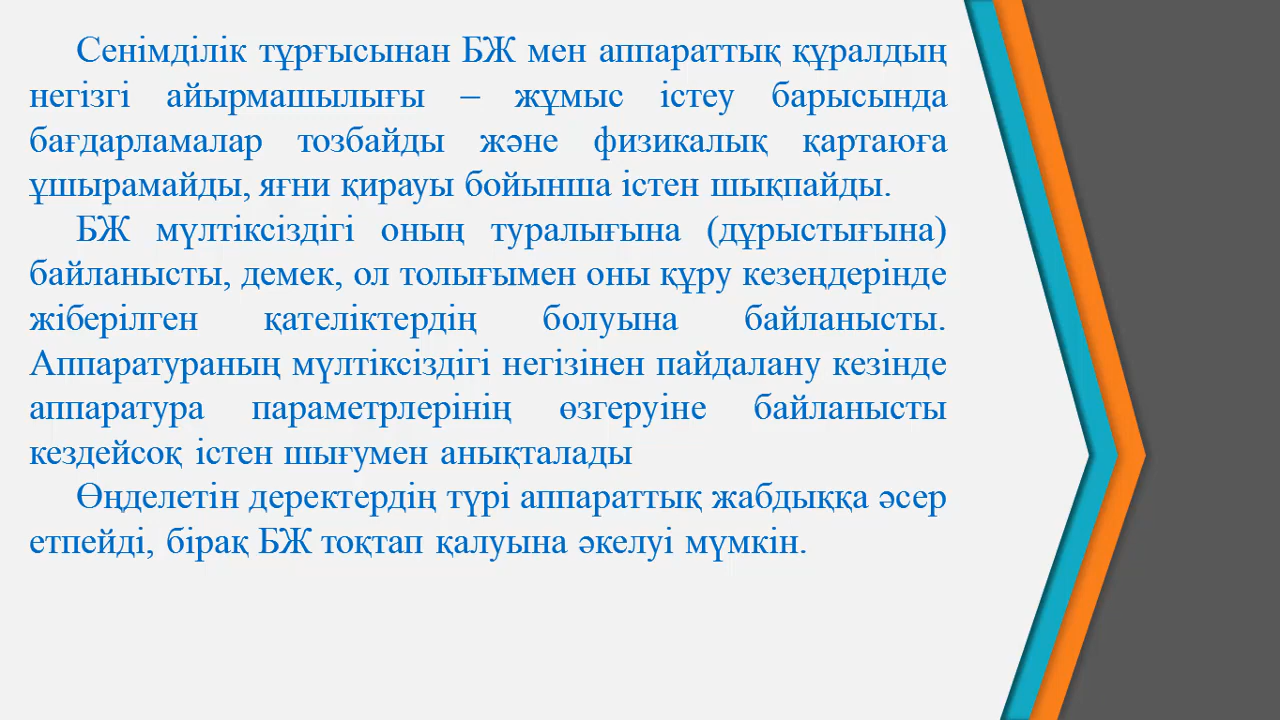 Сенімділік тұрғысынан БЖ мен аппараттық құралдың
негізгі айырмашылығы – жұмыс істеу барысында
бағдарламалар тозбайды және физикалық қартаюға
ұшырамайды, яғни қирауы бойынша істен шықпайды.
БЖ мүлтіксіздігі оның туралығына (дұрыстығына)
байланысты, демек, ол толығымен оны құру кезеңдерінде
жіберілген қателіктердің болуына байланысты.
Аппаратураның мүлтіксіздігі негізінен пайдалану кезінде
аппаратура параметрлерінің өзгеруіне байланысты
кездейсоқ істен шығумен анықталады
Өңделетін деректердің түрі аппараттық жабдыққа әсер
етпейді, бірақ БЖ тоқтап қалуына әкелуі мүмкін.